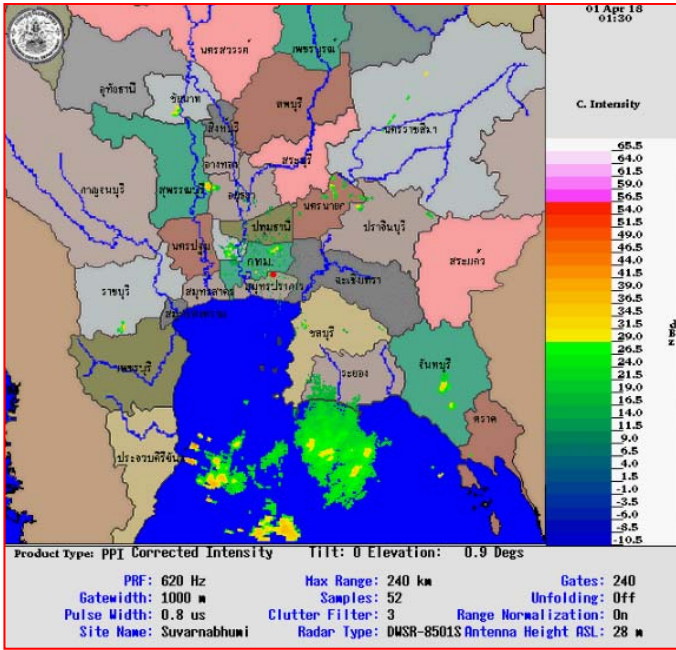 01 Apr 18
01:30
C. Intensity
65.5
64.0
61.5
59.0
56.5
54.0
51.5
49.0
46.5
44.0
41.5
39.0
36.5
34.0
31.5
29.0
26.5
24.0
21.5
19.0
16.5
14.0
11.5
9.0
6.5
4.0
-1.0
-3.5
-6.0
-8.5
-10.5
นครสวรรค์
เพชรบูรณ์
อุทัยธานี
ชัยนาท
ลพบุรี
สิงห์บุรี
นครราชสีมา
อ่างทอง
สระบุรี
กาญจนบุรี
สุพรรณบุรี
นครนายก
ปราจีนบุรี
ปทุมธานี
นครปฐม
กทม.
สระแก้ว
ราชบุรี
สมุทรสาคร
สมุทรปราการ
ฉะเชิงเทรา
ชลบุรี
เพชรบุรี
ระยอง
จันทบุรี
ตราด
ประจวบคีรีขันธ์
Product Type: PPI Corrected Intensity Tilt: 0 Elevation: 0.9 Degs
PRF: 620 Hz Max Range: 240 km Gates: 240
Gatewidth: 1000 m Samples: 52 Unfolding: Off
Pulse Width: 0.8 us Clutter Filter: 3 Range Normalization: On
Site Name: Suvarnabhumi Radar Type: DWSR-8501S Antenna Height ASL: 28 m